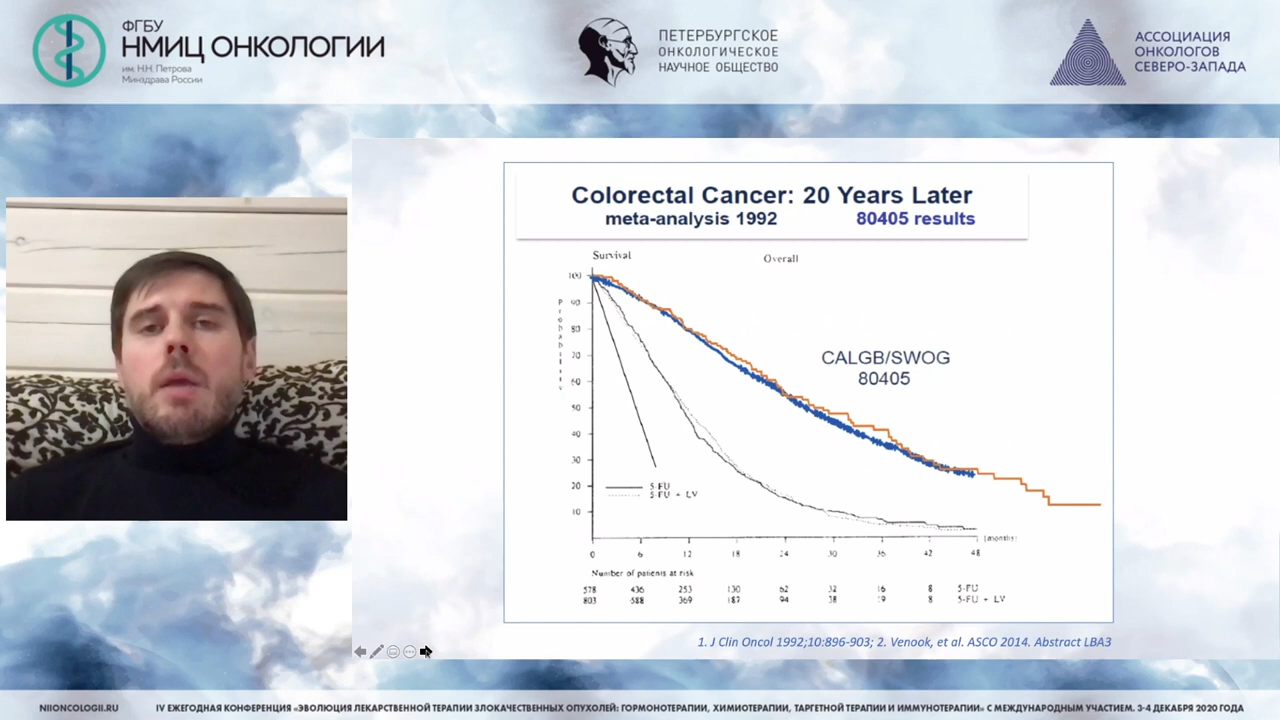 ФГБУ
НМИЦ ОНКОЛОГИИ
им. Н.Н. Петрова
Минздрава России
ПЕТЕРБУРГСКОЕ
ОНКОЛОГИЧЕСКОЕ
НАУЧНОЕ ОБЩЕСТВО
АССОЦИАЦИЯ
ОНКОЛОГОВ
СЕВЕРО-ЗАПАДА
Colorectal Cancer: 20 Years Later
meta-analysis 1992 80405 results
Survival Overall
Probability
100
90
80
70
60
50
40
30
20
10
CALGB/SWOG
80405
5-FU
5-FU + LV
(months)
0 6 12 18 24 30 36 42 48
Number of patients at risk
578 436 253 130 62 32 16 8 5-FU
803 588 369 187 94 38 19 8 5-FU + LV
1. J Clin Oncol 1992;10:896-903; 2. Venook, et al. ASCO 2014. Abstract LBA3
NIIONCOLOGII.RU IV ЕЖЕГОДНАЯ КОНФЕРЕНЦИЯ «ЭВОЛЮЦИЯ ЛЕКАРСТВЕННОЙ ТЕРАПИИ ЗЛОКАЧЕСТВЕННЫХ ОПУХОЛЕЙ: ГОРМОНОТЕРАПИИ, ХИМИОТЕРАПИИ, ТАРГЕТНОЙ ТЕРАПИИ И ИММУНОТЕРАПИИ» С МЕЖДУНАРОДНЫМ УЧАСТИЕМ. 3-4 ДЕКАБРЯ 2020 ГОДА